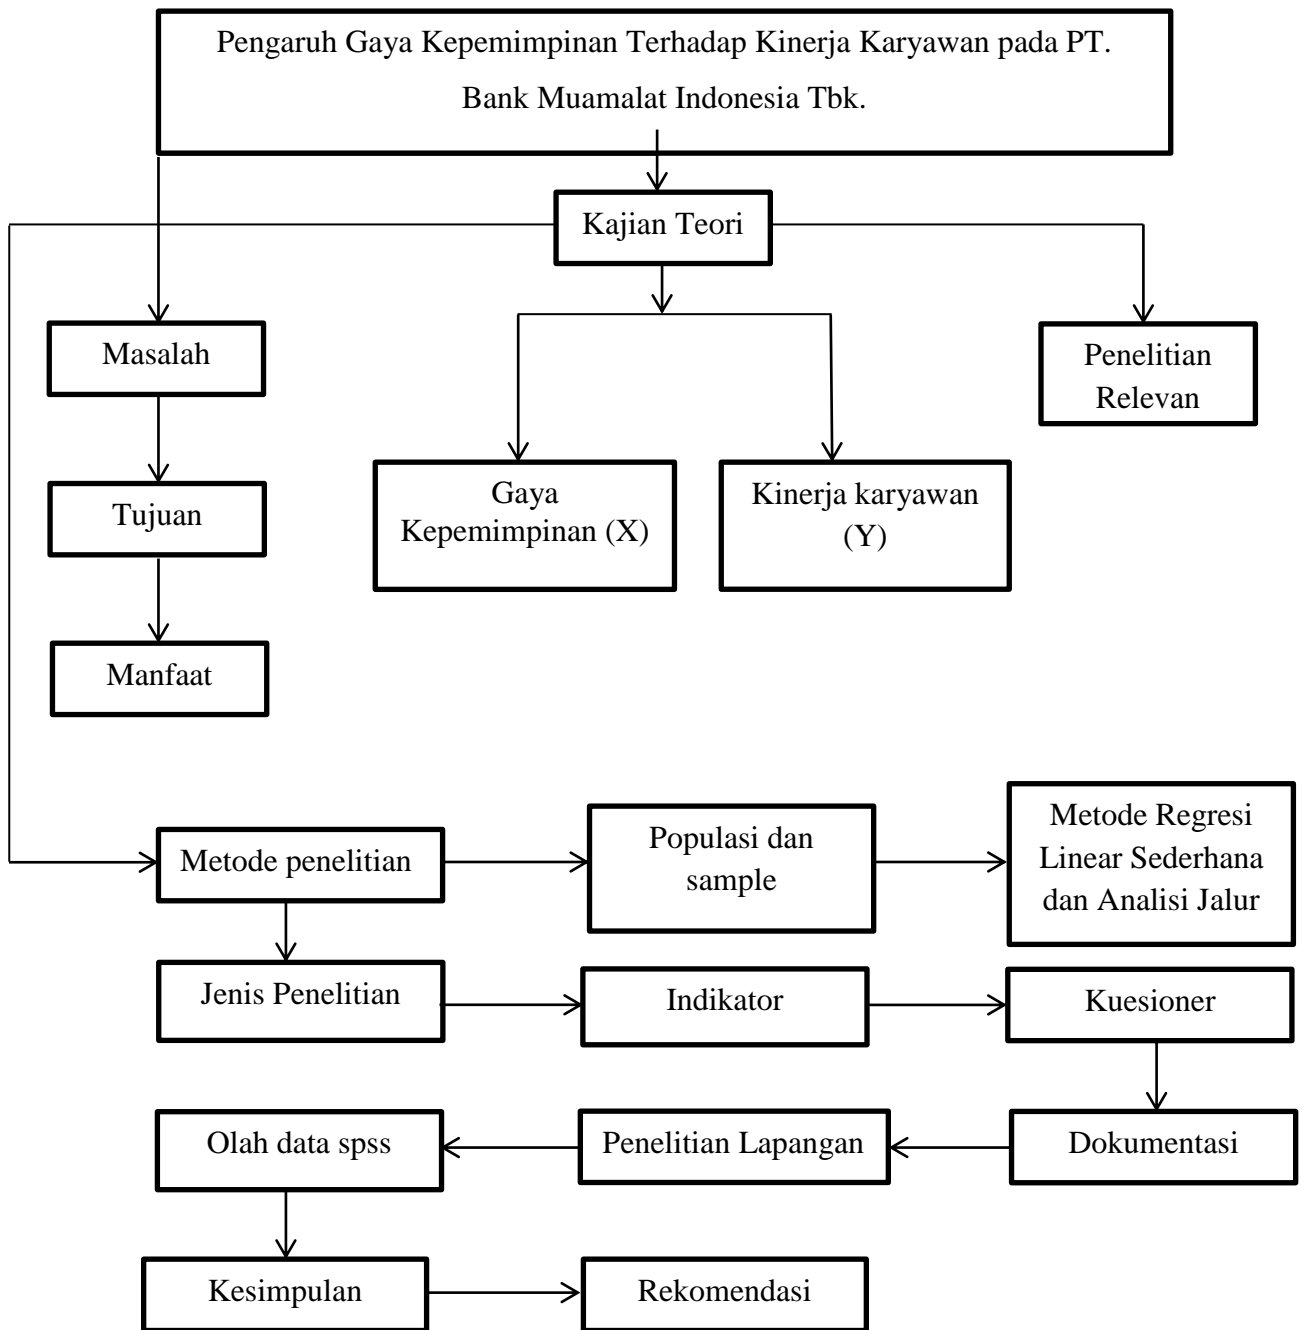 Pengaruh Gaya Kepemimpinan Terhadap Kinerja Karyawan pada PT.
Bank Muamalat Indonesia Tbk.
Kajian Teori
Masalah
Penelitian
Relevan
Gaya
Kepemimpinan (X)
Kinerja karyawan
(Y)
Tujuan
Manfaat
Metode penelitian
Populasi dan
sample
Metode Regresi
Linear Sederhana
dan Analisi Jalur
Jenis Penelitian
Indikator
Kuesioner
Olah data spss
Penelitian Lapangan
Dokumentasi
Kesimpulan
Rekomendasi